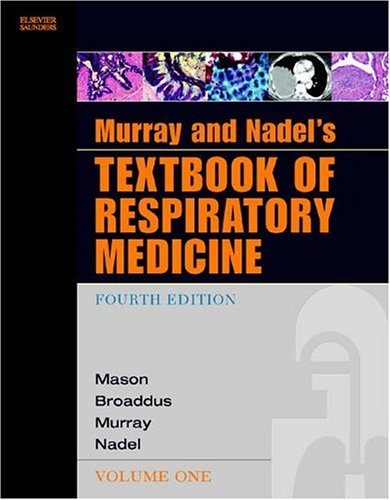 ELSEVIER
SAUNDERS
Murray and Nadel's
TEXTBOOK OF
RESPIRATORY
MEDICINE
FOURTH EDITION
Mason
Broaddus
Murray
Nadel
VOLUME ONE